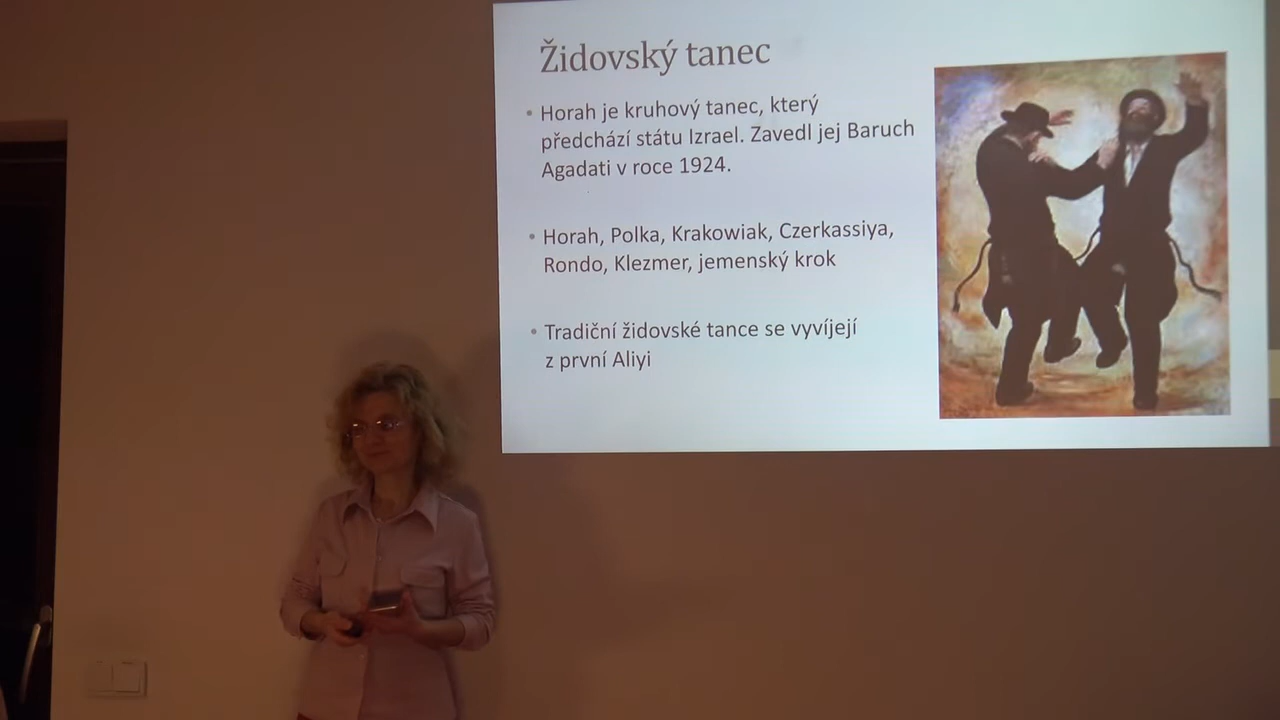 Židovský tanec
• Horah je kruhový tanec, který
předchází státu Izrael. Zavedl jej Baruch
Agadati v roce 1924.
• Horah, Polka, Krakowiak, Czerkassiya,
Rondo, Klezmer, jemenský krok
• Tradiční židovské tance se vyvíjejí
z první Aliyi